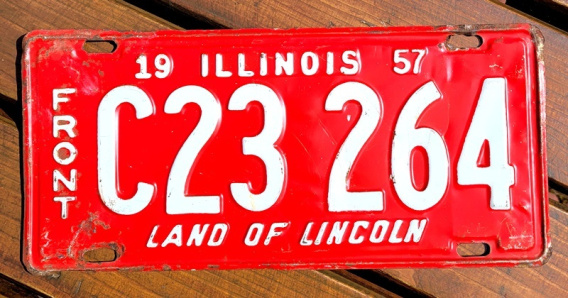 19 ILLINOIS 57
FRONT
C23 264
LAND OF LINCOLN